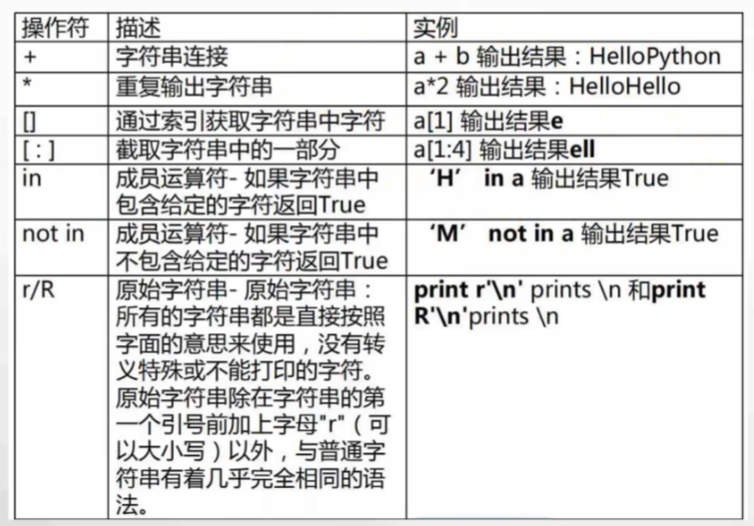 操作符 描述 实例
+ 字符串连接 a + b 输出结果：HelloPython
* 重复输出字符串 a*2 输出结果：HelloHello
[] 通过索引获取字符串中字符 a[1] 输出结果e
[ : ] 截取字符串中的一部分 a[1:4] 输出结果ell
in 成员运算符- 如果字符串中 ‘H’ in a 输出结果True
包含给定的字符返回True
not in 成员运算符- 如果字符串中 ‘M’ not in a 输出结果True
不包含给定的字符返回True
r/R 原始字符串- 原始字符串： print r'\n' prints \n 和print
所有的字符串都是直接按照 R'\n'prints \n
字面的意思来使用，没有转
义特殊或不能打印的字符。
原始字符串除在字符串的第
一个引号前加上字母"r"（可
以大小写）以外，与普通字
符串有着几乎完全相同的语
法。